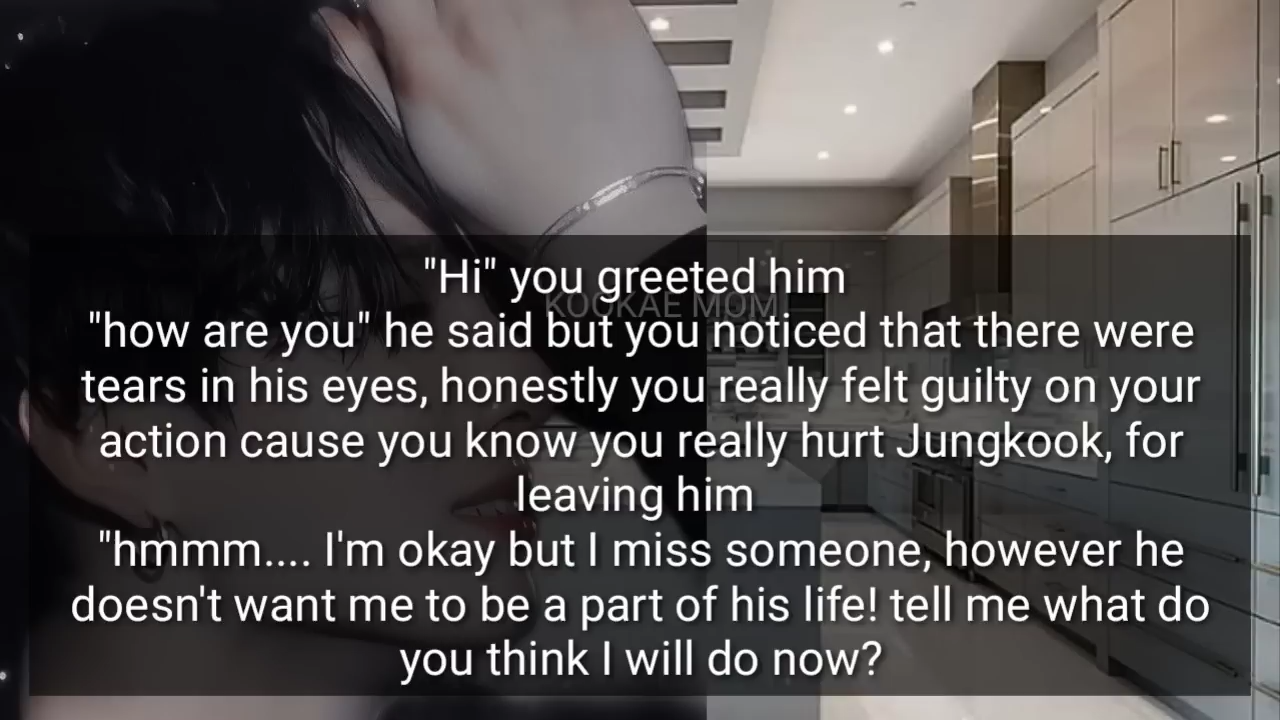 "Hi" you greeted him
KOOKAE MOM
"how are you" he said but you noticed that there were
tears in his eyes, honestly you really felt guilty on your
action cause you know you really hurt Jungkook, for
leaving him
"hmmm.... I'm okay but I miss someone, however he
doesn't want me to be a part of his life! tell me what do
you think I will do now?